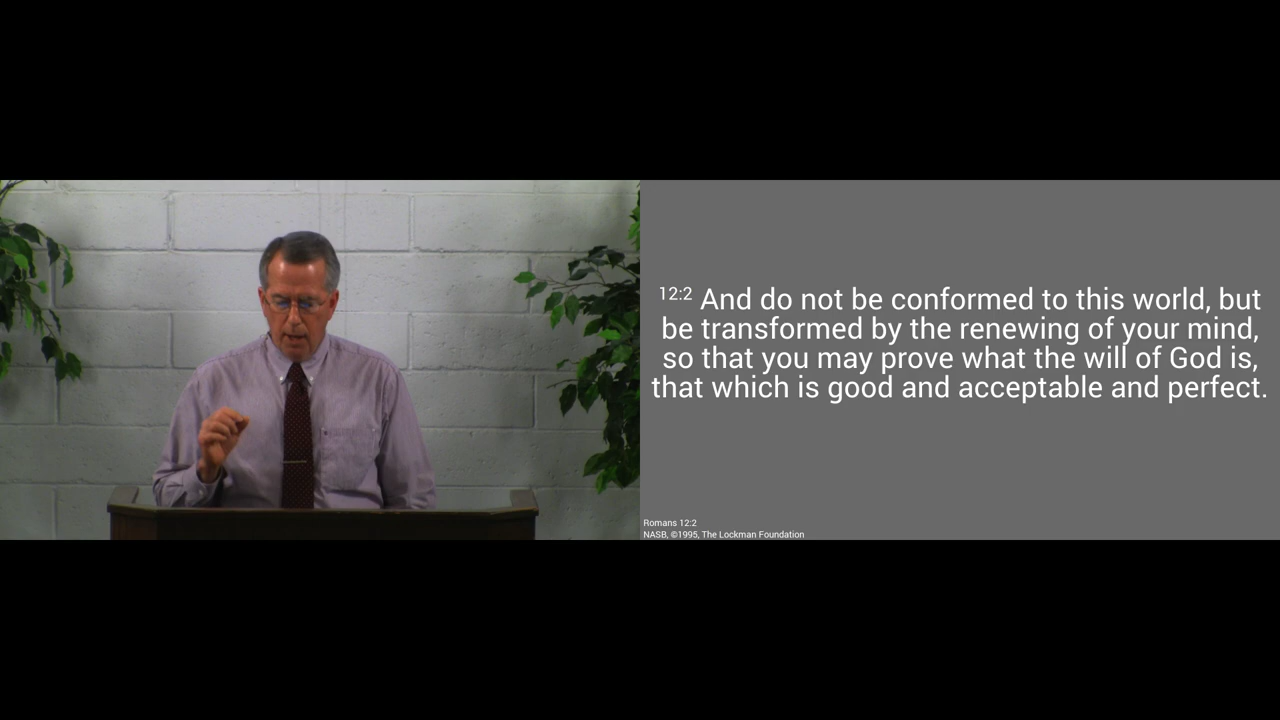 12:2 And do not be conformed to this world, but
be transformed by the renewing of your mind,
so that you may prove what the will of God is,
that which is good and acceptable and perfect.
Romans 12:2
NASB, ©1995, The Lockman Foundation